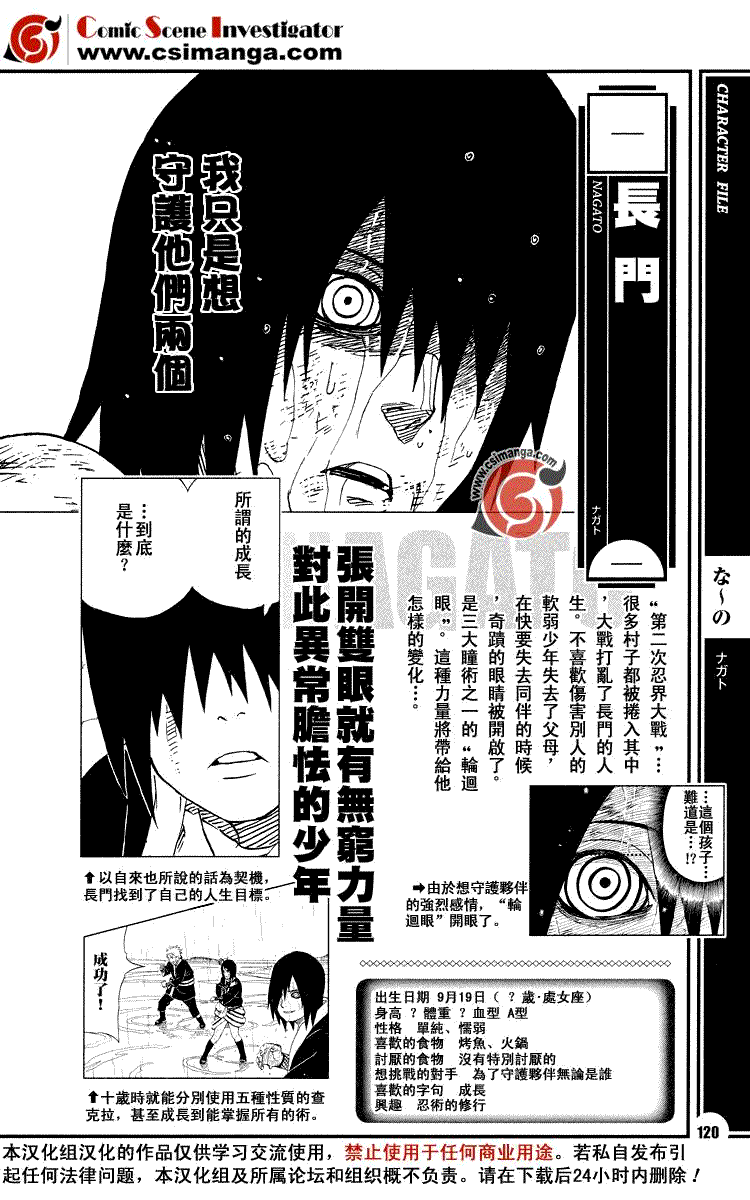 Comic Scene Investigator
www.csimanga.com
CHARACTER FILE
一
長門
NAGATO
ナガト
一
な～の
ナガト
我只是想
守護他們兩個
www.csimanga.com
NAGATO
所謂的成長
…到底
是什麼？
張開雙眼就有無窮力量
對此異常膽怯的少年
“第二次忍界大戰”…
很多村子都被捲入其中
，大戰打亂了長門的人
生。不喜歡傷害別人的
軟弱少年失去了父母，
在快要失去同伴的時候
，奇蹟的眼睛被開啟了。
是三大瞳術之一的“輪迴
眼”。這種力量將帶給他
怎樣的變化…。
…這個孩子…
難道是…!?
➡由於想守護夥伴
的強烈感情，“輪
迴眼”開眼了。
⬆以自來也所說的話為契機，
長門找到了自己的人生目標。
成功了！
⬆十歲時就能分別使用五種性質的查
克拉，甚至成長到能掌握所有的術。
出生日期 9月19日（ ？歲·處女座）
身高 ？體重 ？血型 A型
性格 單純、懦弱
喜歡的食物 烤魚、火鍋
討厭的食物 沒有特別討厭的
想挑戰的對手 為了守護夥伴無論是誰
喜歡的字句 成長
興趣 忍術的修行
120
本汉化组汉化的作品仅供学习交流使用，禁止使用于任何商业用途。若私自发布引
起任何法律问题，本汉化组及所属论坛和组织概不负责。请在下载后24小时内删除！